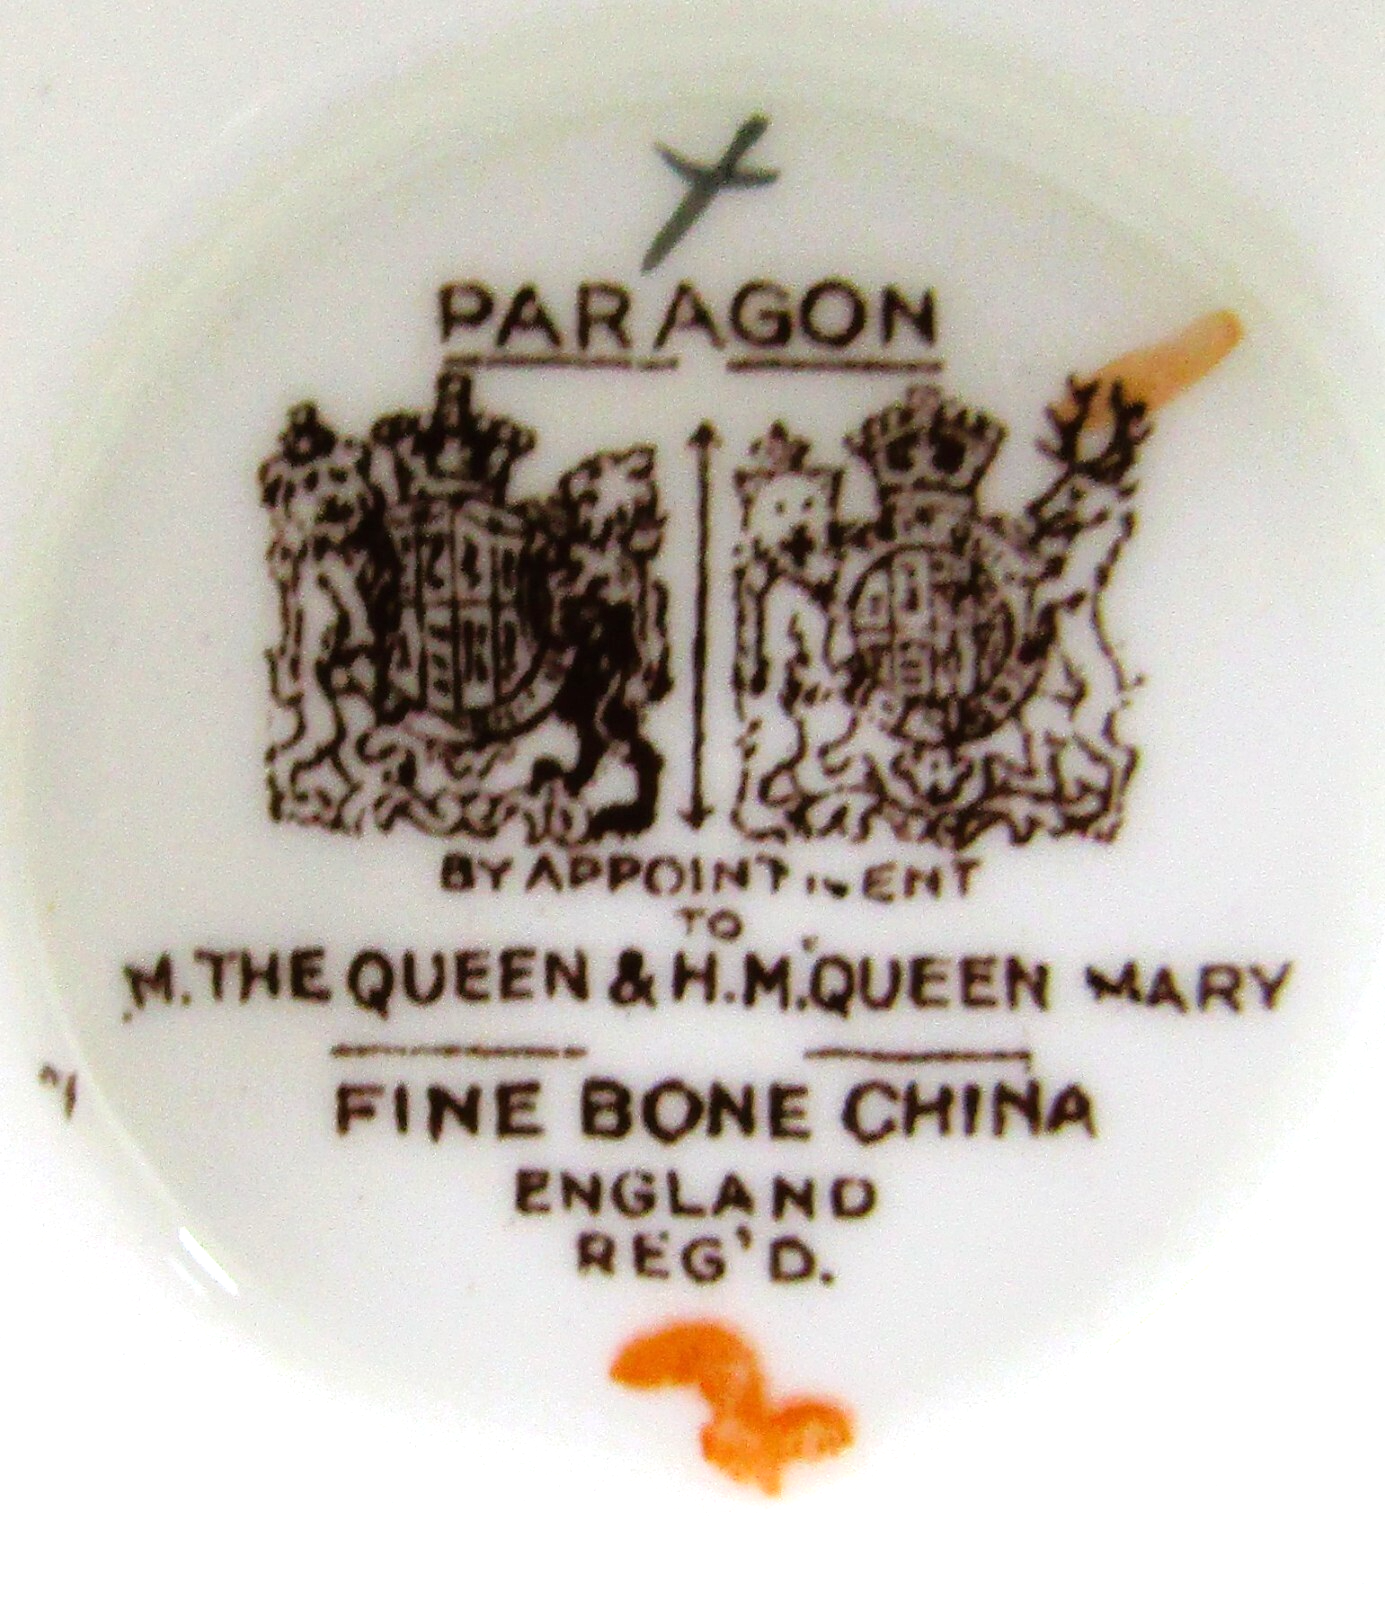 PARAGON
BY APPOINTMENT
TO
M. THE QUEEN & H.M. QUEEN MARY
FINE BONE CHINA
ENGLAND
REG'D.